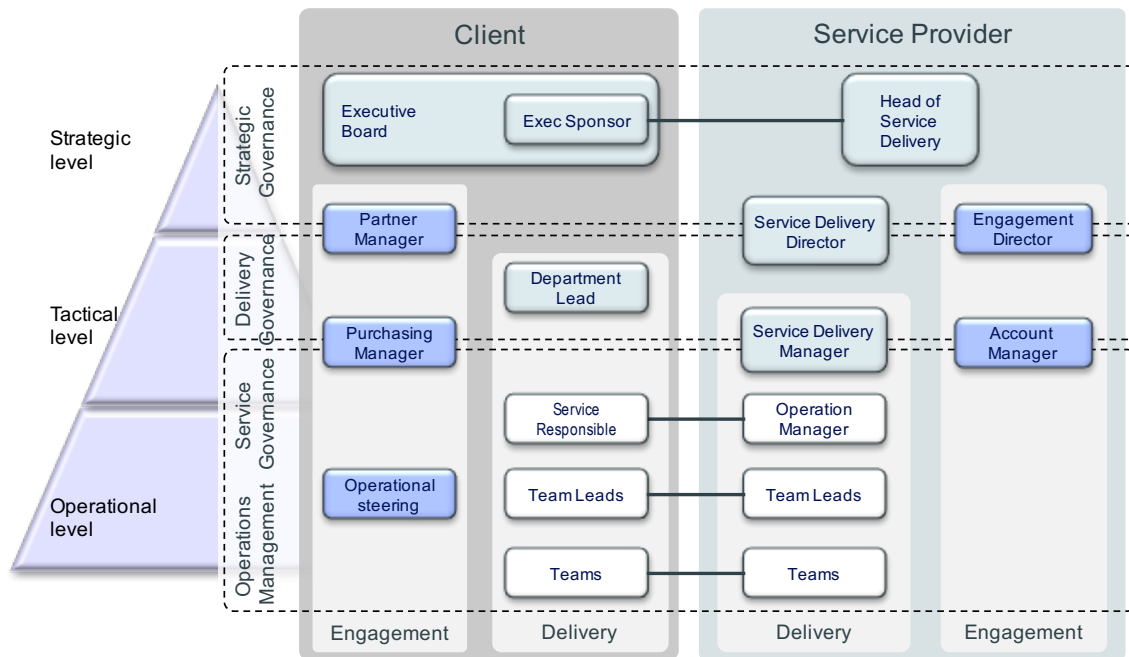 Client
Service Provider
Strategic
level
Tactical
level
Operational
level
Strategic
Governance
Delivery
Governance
Service
Governance
Operations
Management
Executive
Board
Exec Sponsor
Head of
Service
Delivery
Partner
Manager
Service Delivery
Director
Engagement
Director
Department
Lead
Purchasing
Manager
Service Delivery
Manager
Account
Manager
Service
Responsible
Operation
Manager
Operational
steering
Team Leads
Team Leads
Teams
Teams
Engagement
Delivery
Delivery
Engagement